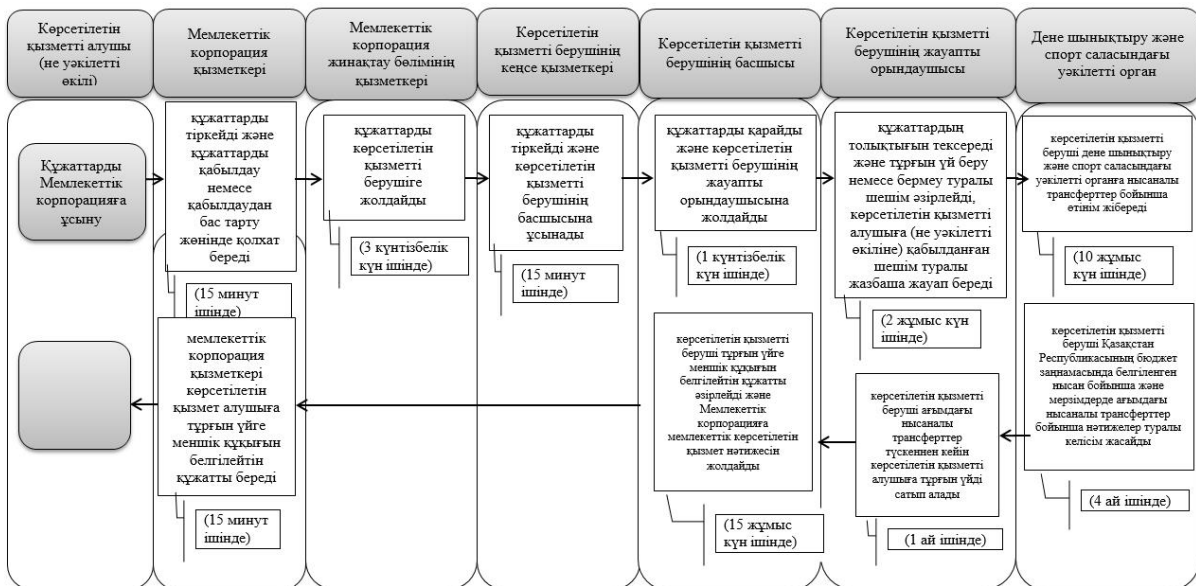 Көрсетілетін
қызметті алушы
(не уәкілетті
өкілі)
Мемлекеттік
корпорация
қызметкері
Мемлекеттік
корпорация
жинақтау бөлімінің
қызметкері
Көрсетілетін
қызметті берушінің
кеңсе қызметкері
Көрсетілетін қызметті
берушінің басшысы
Көрсетілетін қызметті
берушінің жауапты
орындаушысы
Дене шынықтыру және
спорт саласындағы
уәкілетті орган
Құжаттарды
Мемлекеттік
корпорацияға
ұсыну
құжаттарды
тіркейді және
құжаттарды
қабылдау
немесе
қабылдаудан
бас тарту
жөнінде қолхат
береді
(15 минут
ішінде)
құжаттарды
көрсетілетін
қызметті
берушіге
жолдайды
(3 күнтізбелік
күн ішінде)
құжаттарды
тіркейді және
көрсетілетін
қызметті
берушінің
басшысына
ұсынады
(15 минут
ішінде)
құжаттарды қарайды
және көрсетілетін
қызметті берушінің
жауапты
орындаушысына
жолдайды
(1 күнтізбелік
күн ішінде)
құжаттардың
толықтығын тексереді
және тұрғын үй беру
немесе бермеу туралы
шешім әзірлейді,
көрсетілетін қызметті
алушыға (не уәкілетті
өкіліне) қабылданған
шешім туралы
жазбаша жауап береді
(2 жұмыс күн
ішінде)
көрсетілетін қызметті
беруші дене шынықтыру
және спорт саласындағы
уәкілетті органға нысаналы
трансферттер бойынша
өтінім жібереді
(10 жұмыс
күн ішінде)
көрсетілетін қызметті
беруші Қазақстан
Республикасының бюджет
заңнамасында белгіленген
нысан бойынша және
мерзімдерде ағымдағы
нысаналы трансферттер
бойынша нәтижелер туралы
келісім жасайды
(4 ай ішінде)
көрсетілетін қызметті
беруші ағымдағы
нысаналы
трансферттер
түскеннен кейін
көрсетілетін қызметті
алушыға тұрғын үйді
сатып алады
(1 ай ішінде)
көрсетілетін қызметті
беруші тұрғын үйге
меншік құқығын
белгілейтін құжатты
әзірлейді және
Мемлекеттік
корпорацияға
мемлекеттік көрсетілетін
қызмет нәтижесін
жолдайды
(15 жұмыс
күн ішінде)
мемлекеттік
корпорация
қызметкері
көрсетілетін
қызмет алушыға
тұрғын үйге
меншік құқығын
белгілейтін
құжатты береді
(15 минут
ішінде)